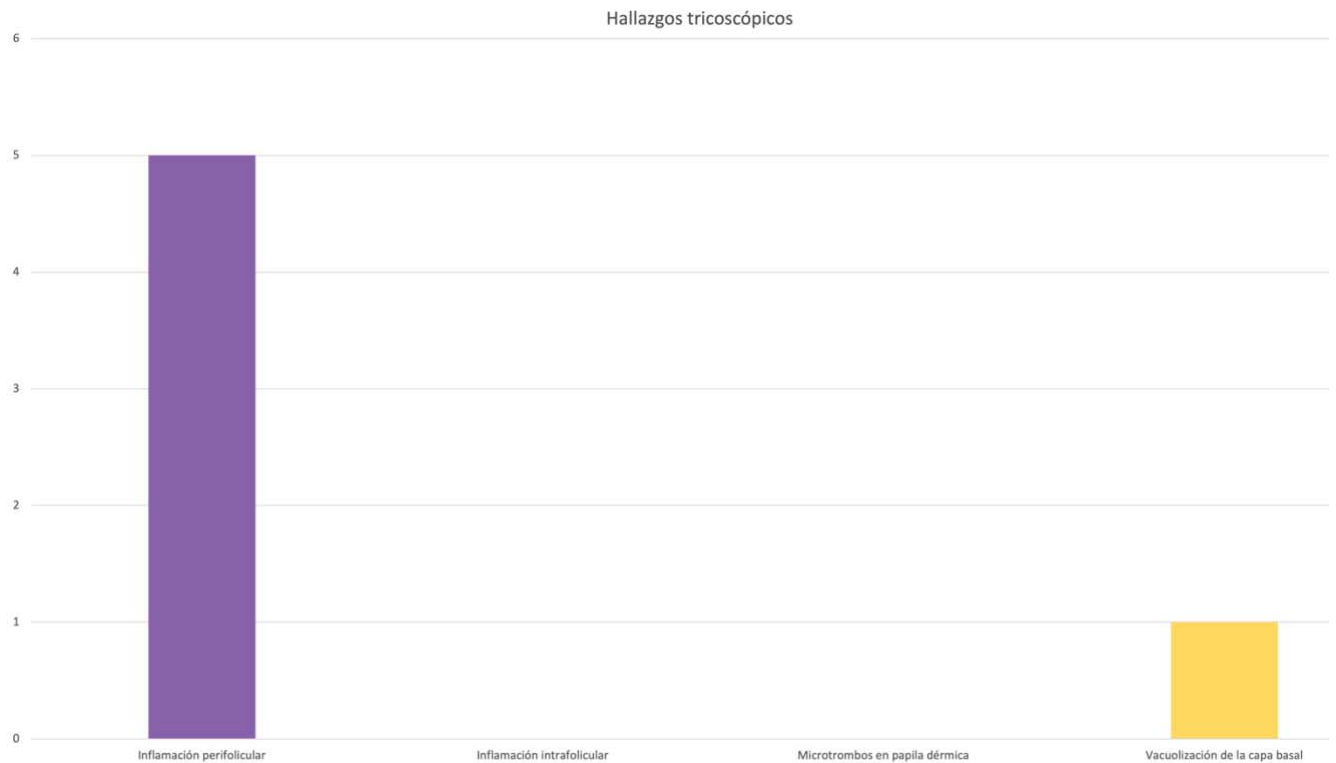 Hallazgos tricoscópicos
6
5
4
3
2
1
0
Inflamación perifolicular
Inflamación intrafolicular
Microtrombos en papila dérmica
Vacuolización de la capa basal